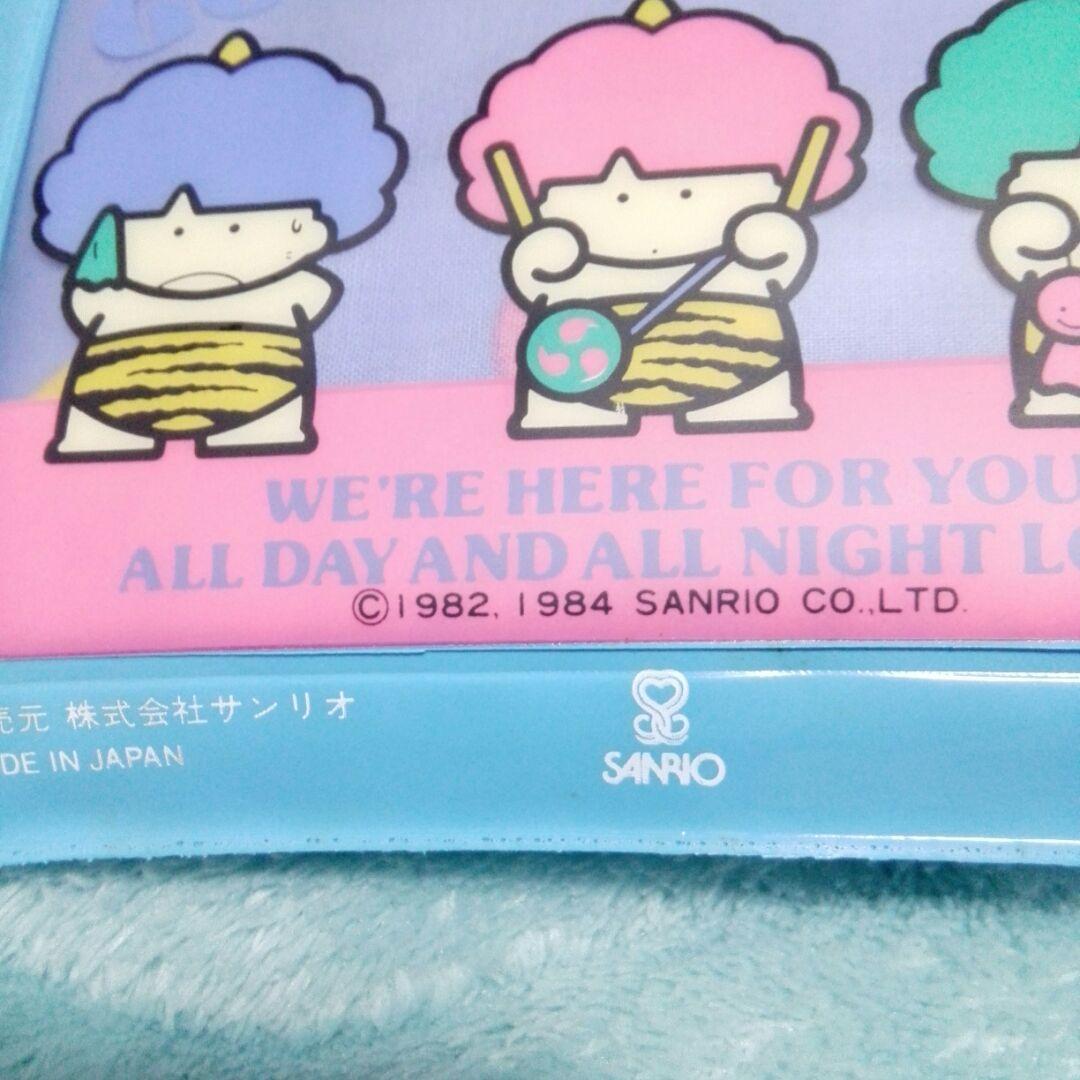 WE'RE HERE FOR YOU
ALL DAY AND ALL NIGHT
©1982, 1984 SANRIO CO.,LTD.
売元 株式会社サンリオ
DE IN JAPAN
SANRIO